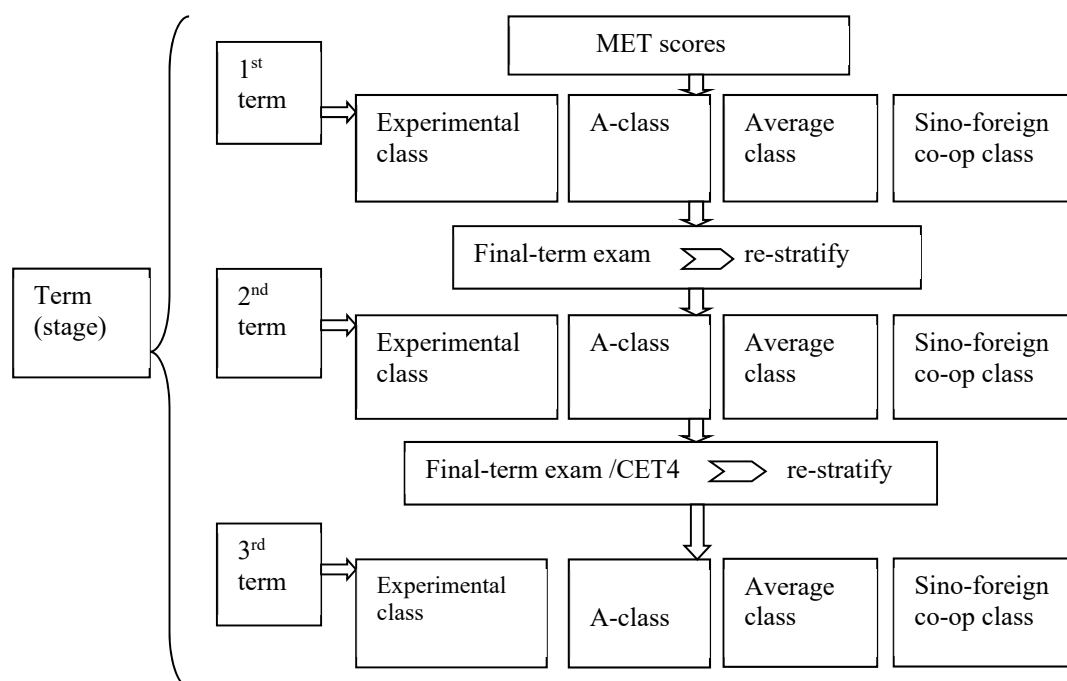 MET scores
1st
term
Experimental
class
A-class
Average
class
Sino-foreign
co-op class
Final-term exam re-stratify
Term
(stage)
2nd
term
Experimental
class
A-class
Average
class
Sino-foreign
co-op class
Final-term exam /CET4 re-stratify
3rd
term
Experimental
class
A-class
Average
class
Sino-foreign
co-op class